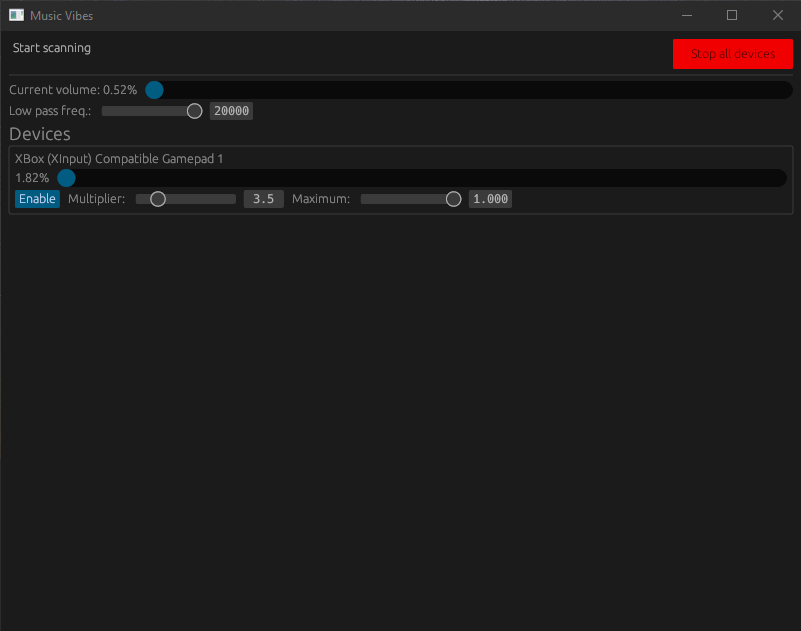 Music Vibes
Start scanning
Stop all devices
Current volume: 0.52%
Low pass freq.: 20000
Devices
XBox (XInput) Compatible Gamepad 1
1.82%
Enable Multiplier: 3.5 Maximum: 1.000